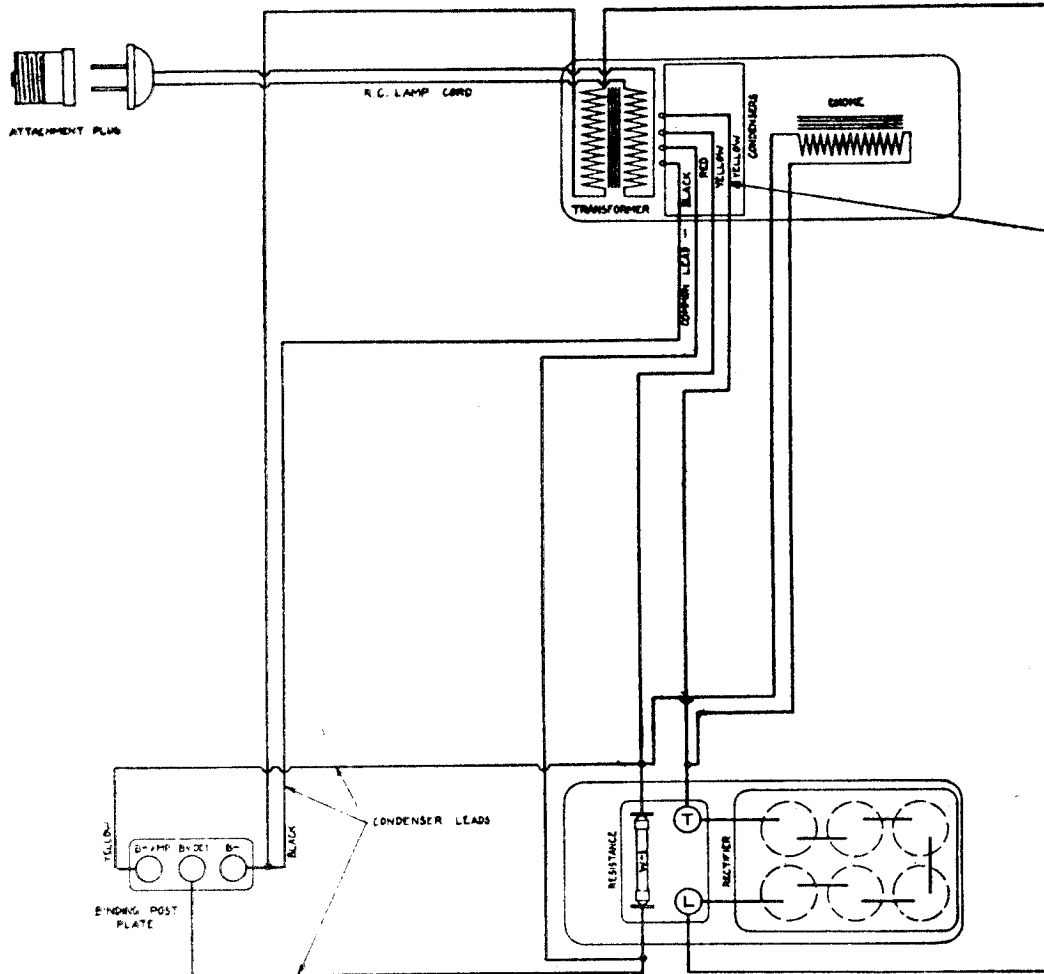 ATTACHMENT PLUG
R.C. LAMP CORD
TRANSFORMER
COMMON LEAD - BLACK
RED
YELLOW
YELLOW
CONDENSERS
CHOKE
CONDENSER LEADS
YELLOW
BLACK
B+AMP
B+DET
B-
BINDING POST
PLATE
RESISTANCE
T
L
RECTIFIER